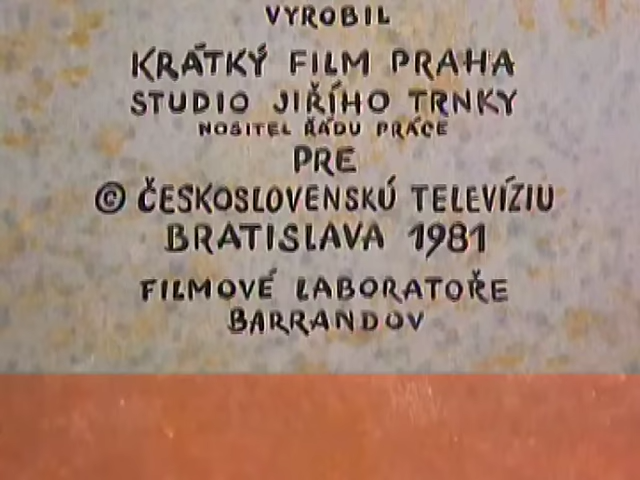 VYROBIL
KRÁTKÝ FILM PRAHA
STUDIO JIŘÍHO TRNKY
NOSITEL ŘÁDU PRÁCE
PRE
© ČESKOSLOVENSKÚ TELEVÍZIU
BRATISLAVA 1981
FILMOVÉ LABORATOŘE
BARRANDOV